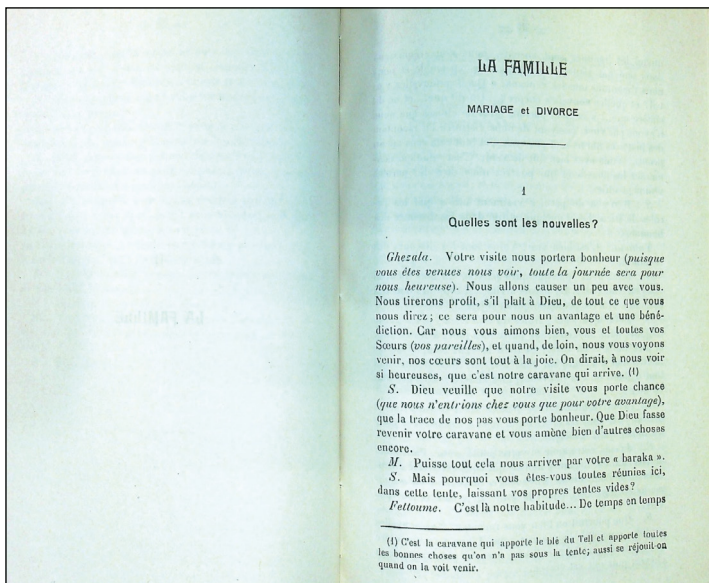 LA FAMILLE
MARIAGE et DIVORCE
1
Quelles sont les nouvelles?
Ghezala. Votre visite nous portera bonheur (puisque
vous êtes venues nous voir, toute la journée sera pour
nous heureuse). Nous allons causer un peu avec vous.
Nous tirerons profit, s'il plaît à Dieu, de tout ce que vous
nous direz; ce sera pour nous un avantage et une béné-
diction. Car nous vous aimons bien, vous et toutes vos
Sœurs (vos pareilles), et quand, de loin, nous vous voyons
venir, nos cœurs sont tout à la joie. On dirait, à nous voir
si heureuses, que c'est notre caravane qui arrive. (1)
S. Dieu veuille que notre visite vous porte chance
(que nous n'entrions chez vous que pour votre avantage),
que la trace de nos pas vous porte bonheur. Que Dieu fasse
revenir votre caravane et vous amène bien d'autres choses
encore.
M. Puisse tout cela nous arriver par votre « baraka ».
S. Mais pourquoi vous êtes-vous toutes réunies ici,
dans cette tente, laissant vos propres tentes vides?
Fettoume. C'est là notre habitude... De temps en temps
(1) C'est la caravane qui apporte le blé du Tell et apporte toutes
les bonnes choses qu'on n'a pas sous la tente; aussi se réjouit-on
quand on la voit venir.